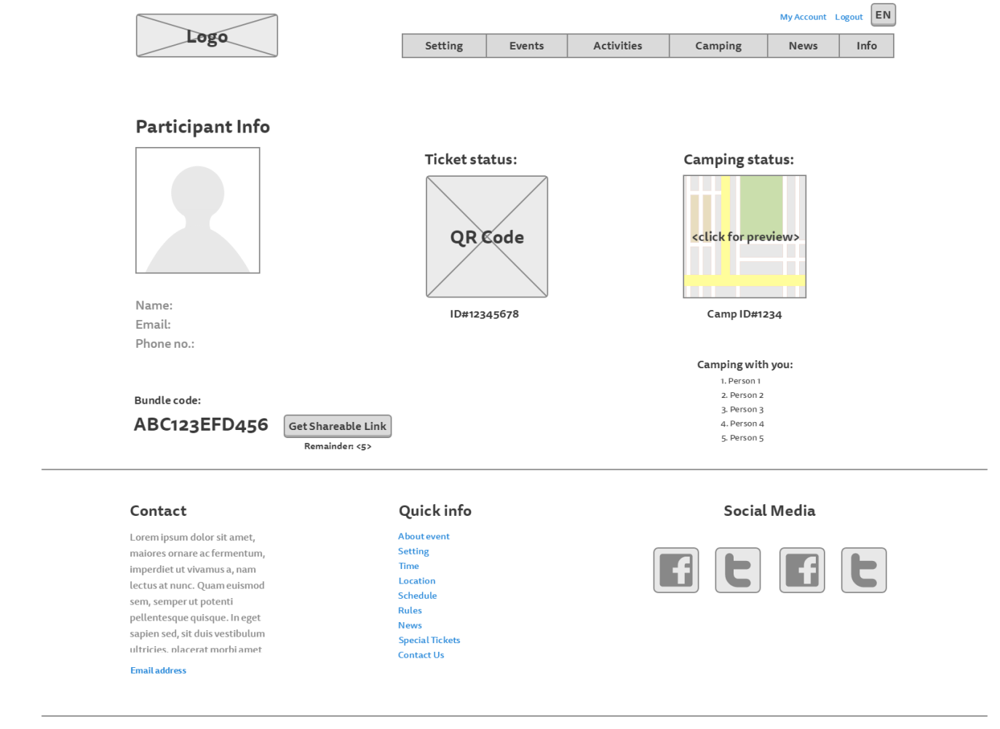 My Account Logout EN
Logo
Setting Events Activities Camping News Info
Participant Info
Ticket status:
Camping status:
QR Code
<click for preview>
ID#12345678
Camp ID#1234
Name:
Email:
Phone no.:
Camping with you:
1. Person 1
2. Person 2
3. Person 3
4. Person 4
5. Person 5
Bundle code:
ABC123EFD456
Get Shareable Link
Remainder: <5>
Contact
Lorem ipsum dolor sit amet,
maiores ornare ac fermentum,
imperdiet ut vivamus a, nam
lectus at nunc. Quam euismod
sem, semper ut potenti
pellentesque quisque. In eget
sapien sed, sit duis vestibulum
ultricies, placerat morbi amet
Email address
Quick info
About event
Setting
Time
Location
Schedule
Rules
News
Special Tickets
Contact Us
Social Media